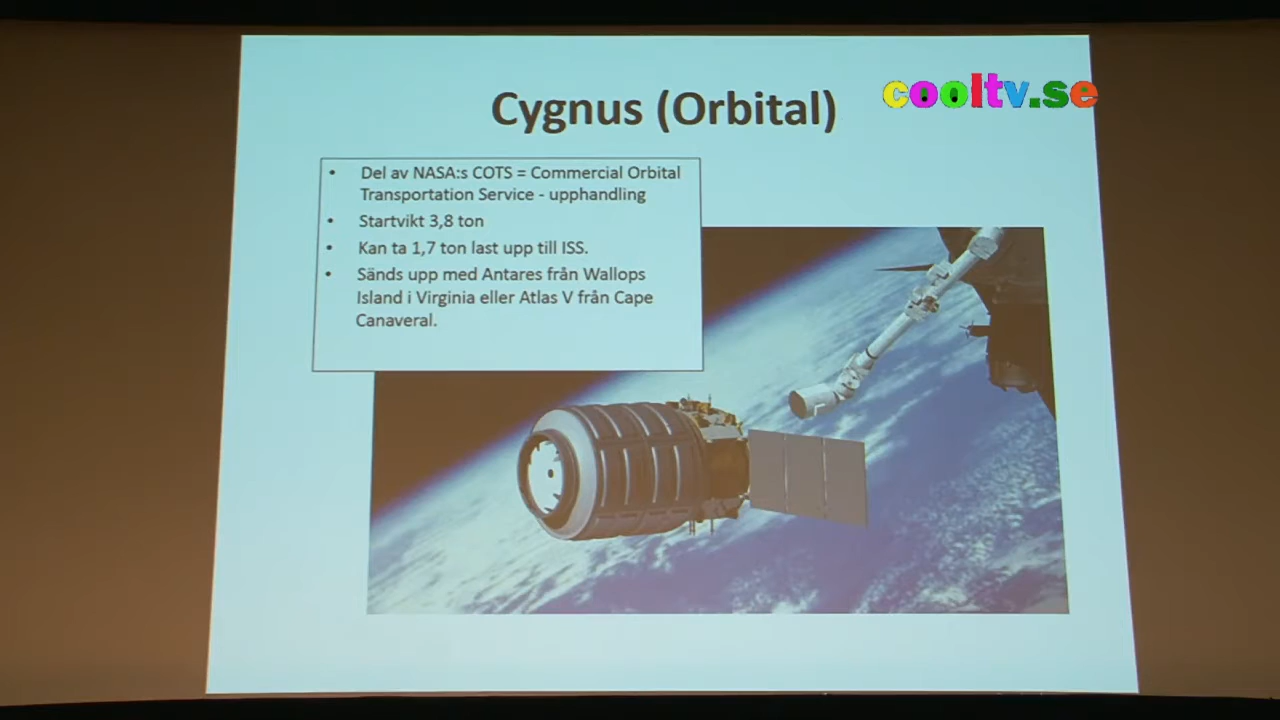 cooltv.se
Cygnus (Orbital)
• Del av NASA:s COTS = Commercial Orbital
Transportation Service - upphandling
• Startvikt 3,8 ton
• Kan ta 1,7 ton last upp till ISS.
• Sänds upp med Antares från Wallops
Island i Virginia eller Atlas V från Cape
Canaveral.